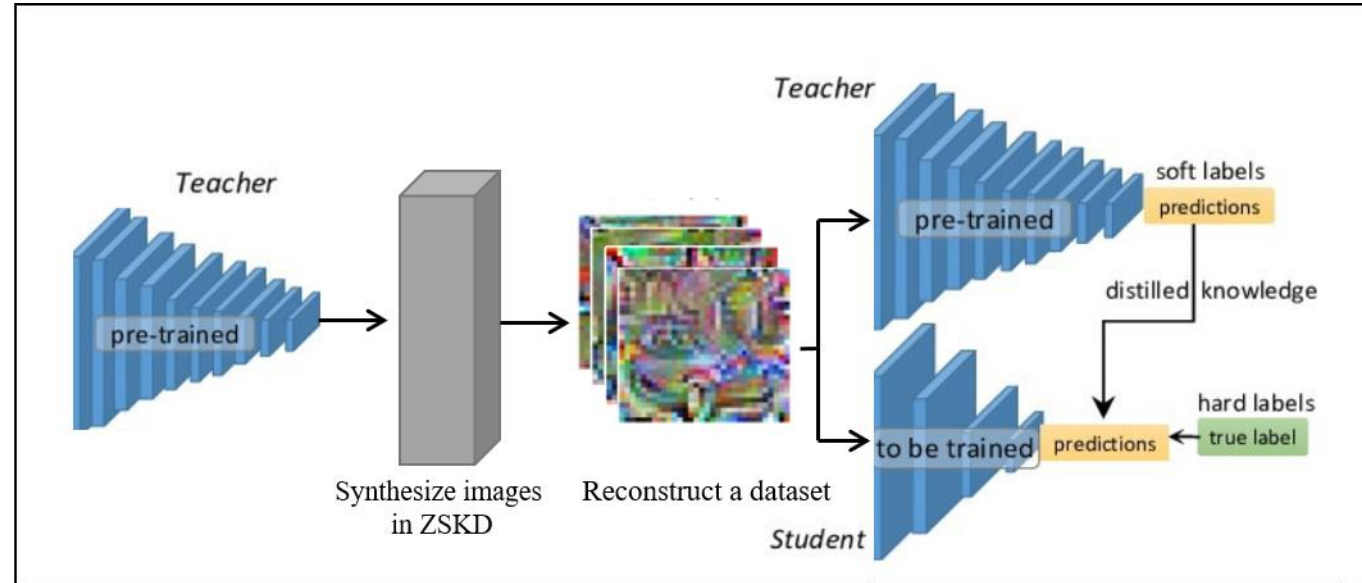 Teacher
pre-trained
Synthesize images
in ZSKD
Reconstruct a dataset
Teacher
pre-trained
soft labels
predictions
distilled knowledge
hard labels
true label
predictions
to be trained
Student